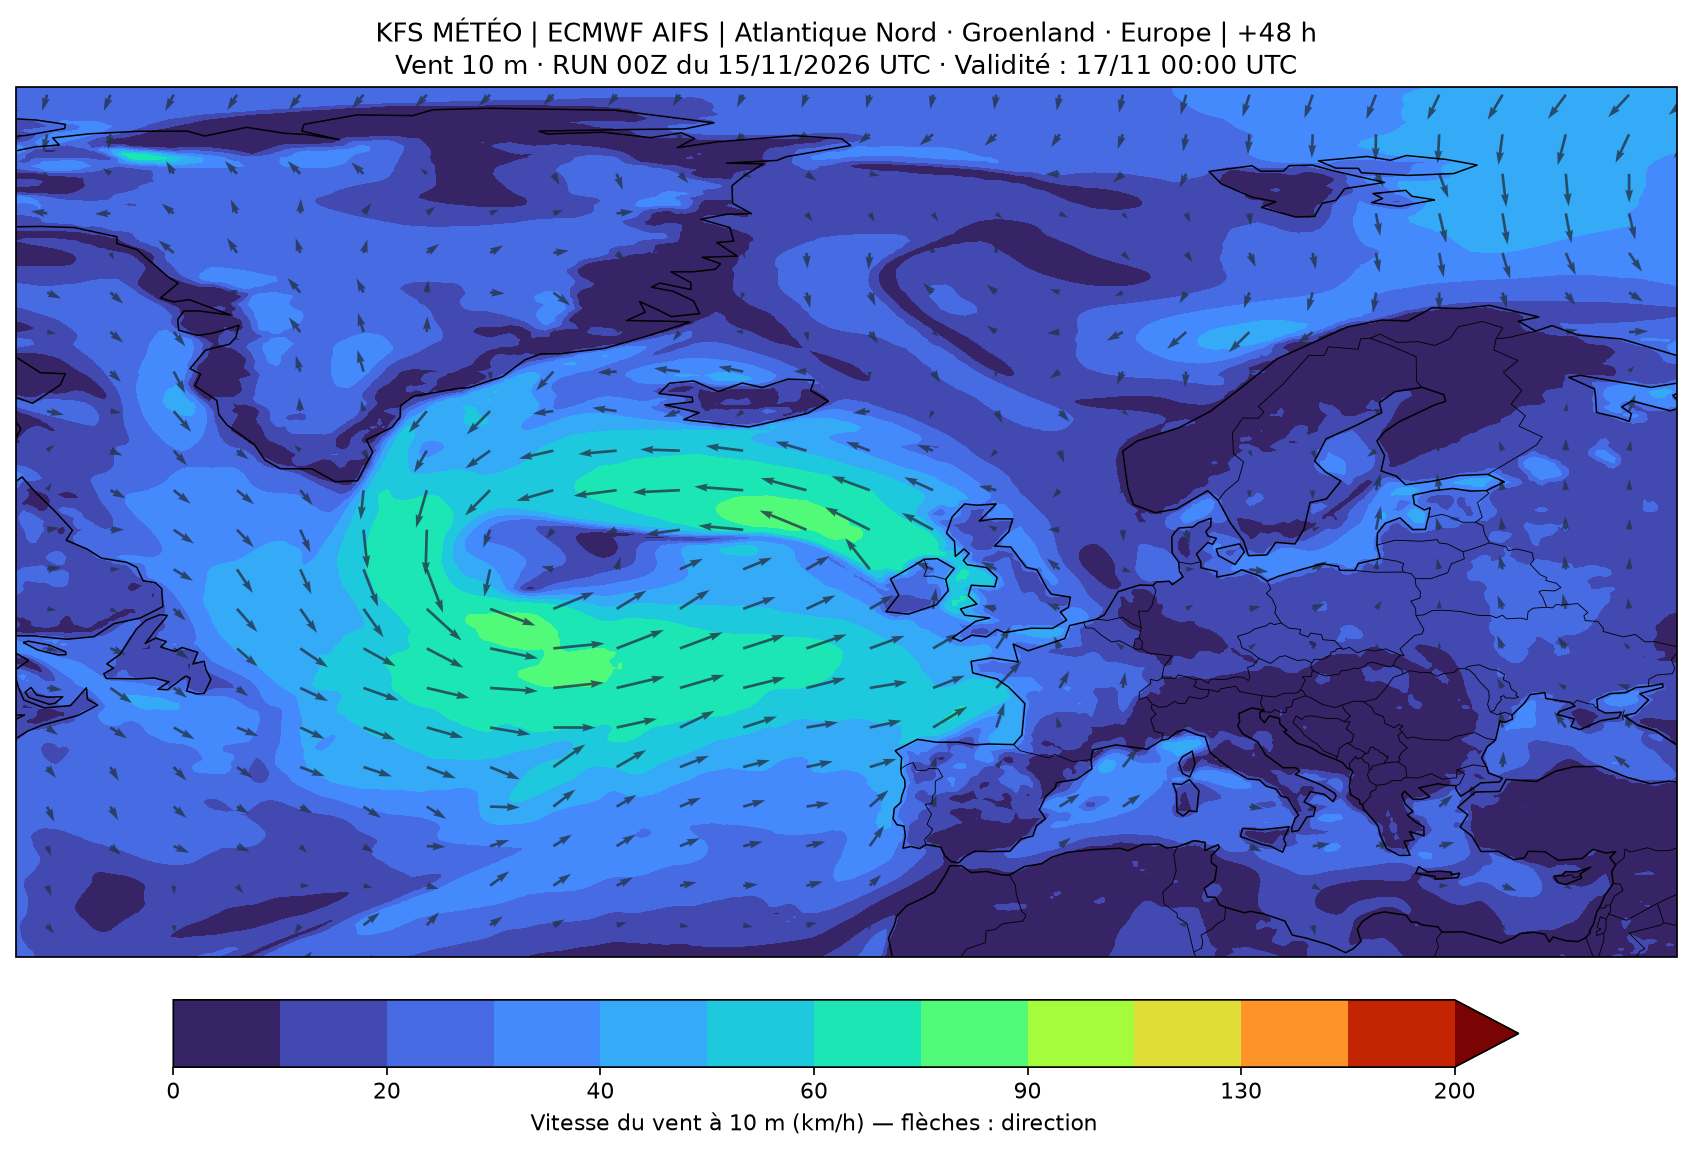 KFS MÉTÉO | ECMWF AIFS | Atlantique Nord · Groenland · Europe | +48 h
Vent 10 m · RUN 00Z du 15/11/2026 UTC · Validité : 17/11 00:00 UTC
0 20 40 60 90 130 200
Vitesse du vent à 10 m (km/h) — flèches : direction